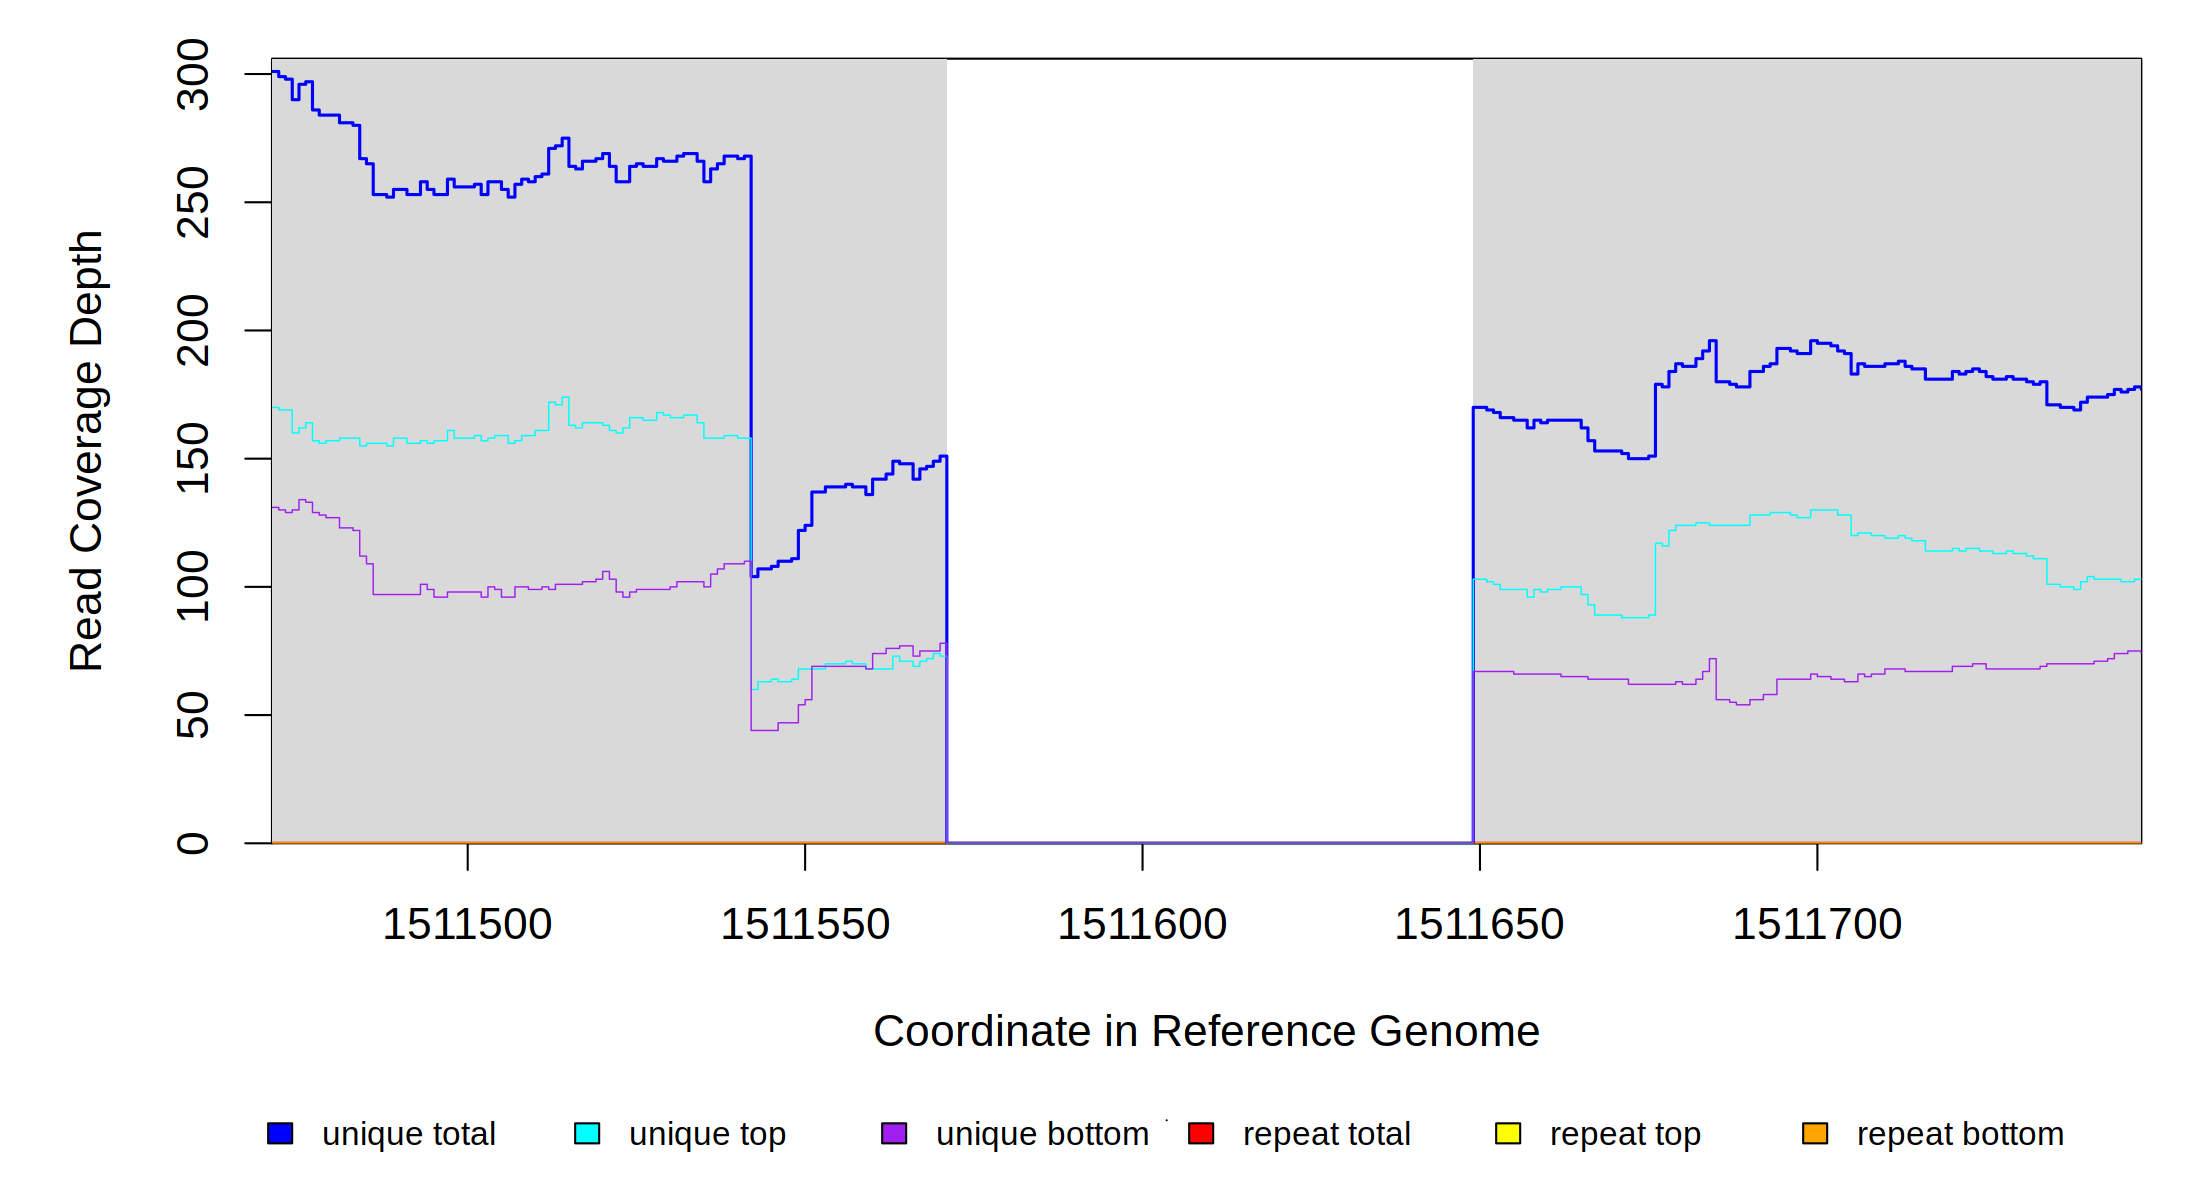 300
250
200
150
100
50
0
Read Coverage Depth
1511500 1511550 1511600 1511650 1511700
Coordinate in Reference Genome
unique total unique top unique bottom repeat total repeat top repeat bottom